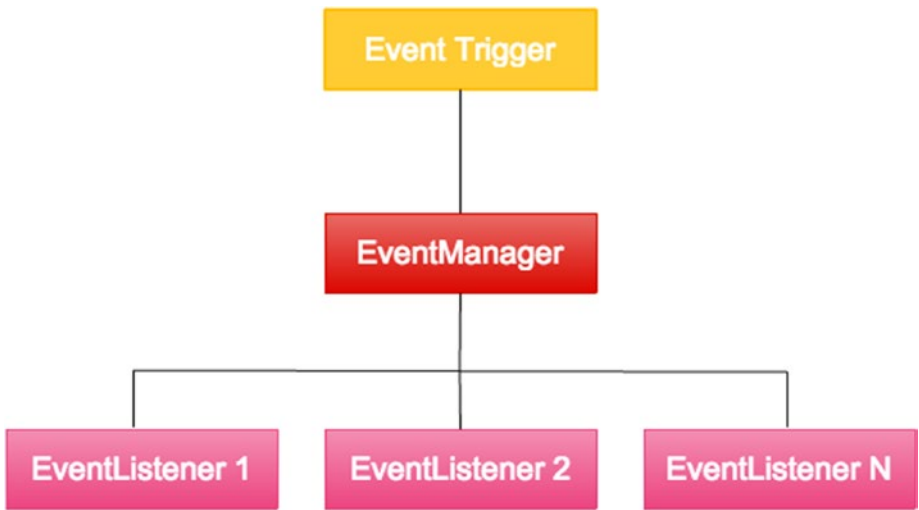 Event Trigger
EventManager
EventListener 1
EventListener 2
EventListener N